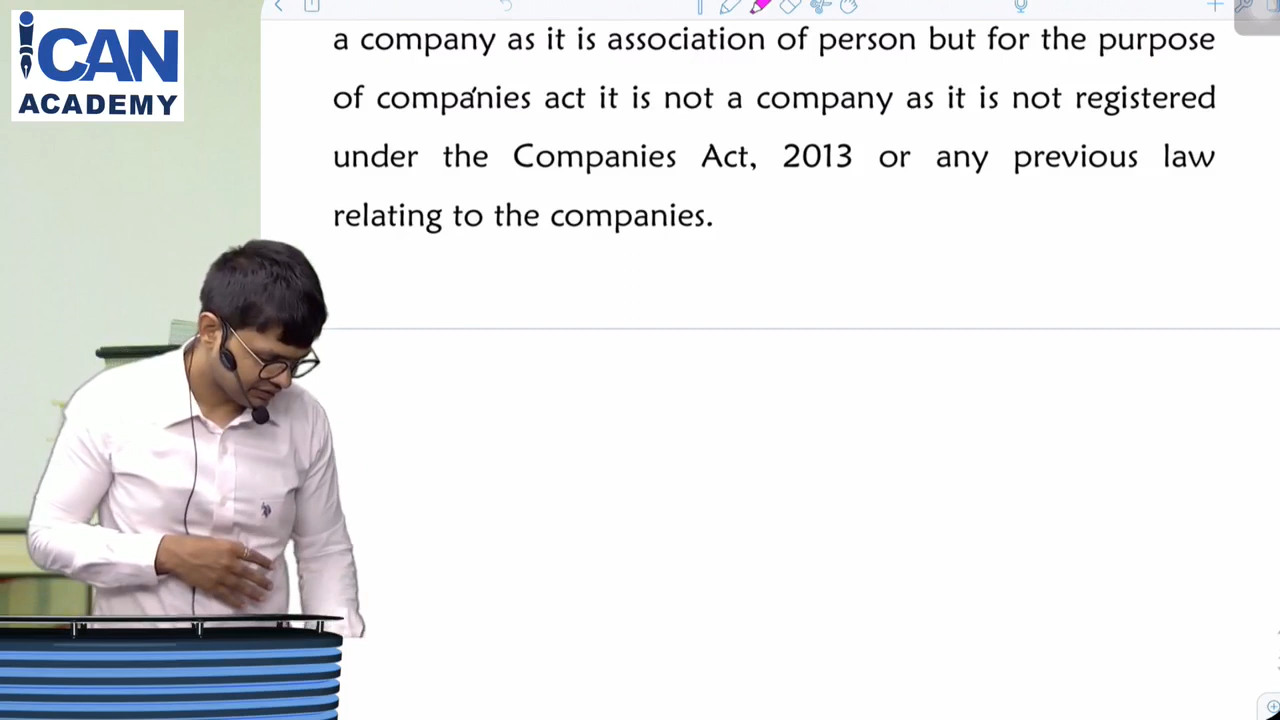 iCAN
ACADEMY
a company as it is association of person but for the purpose
of companies act it is not a company as it is not registered
under the Companies Act, 2013 or any previous law
relating to the companies.